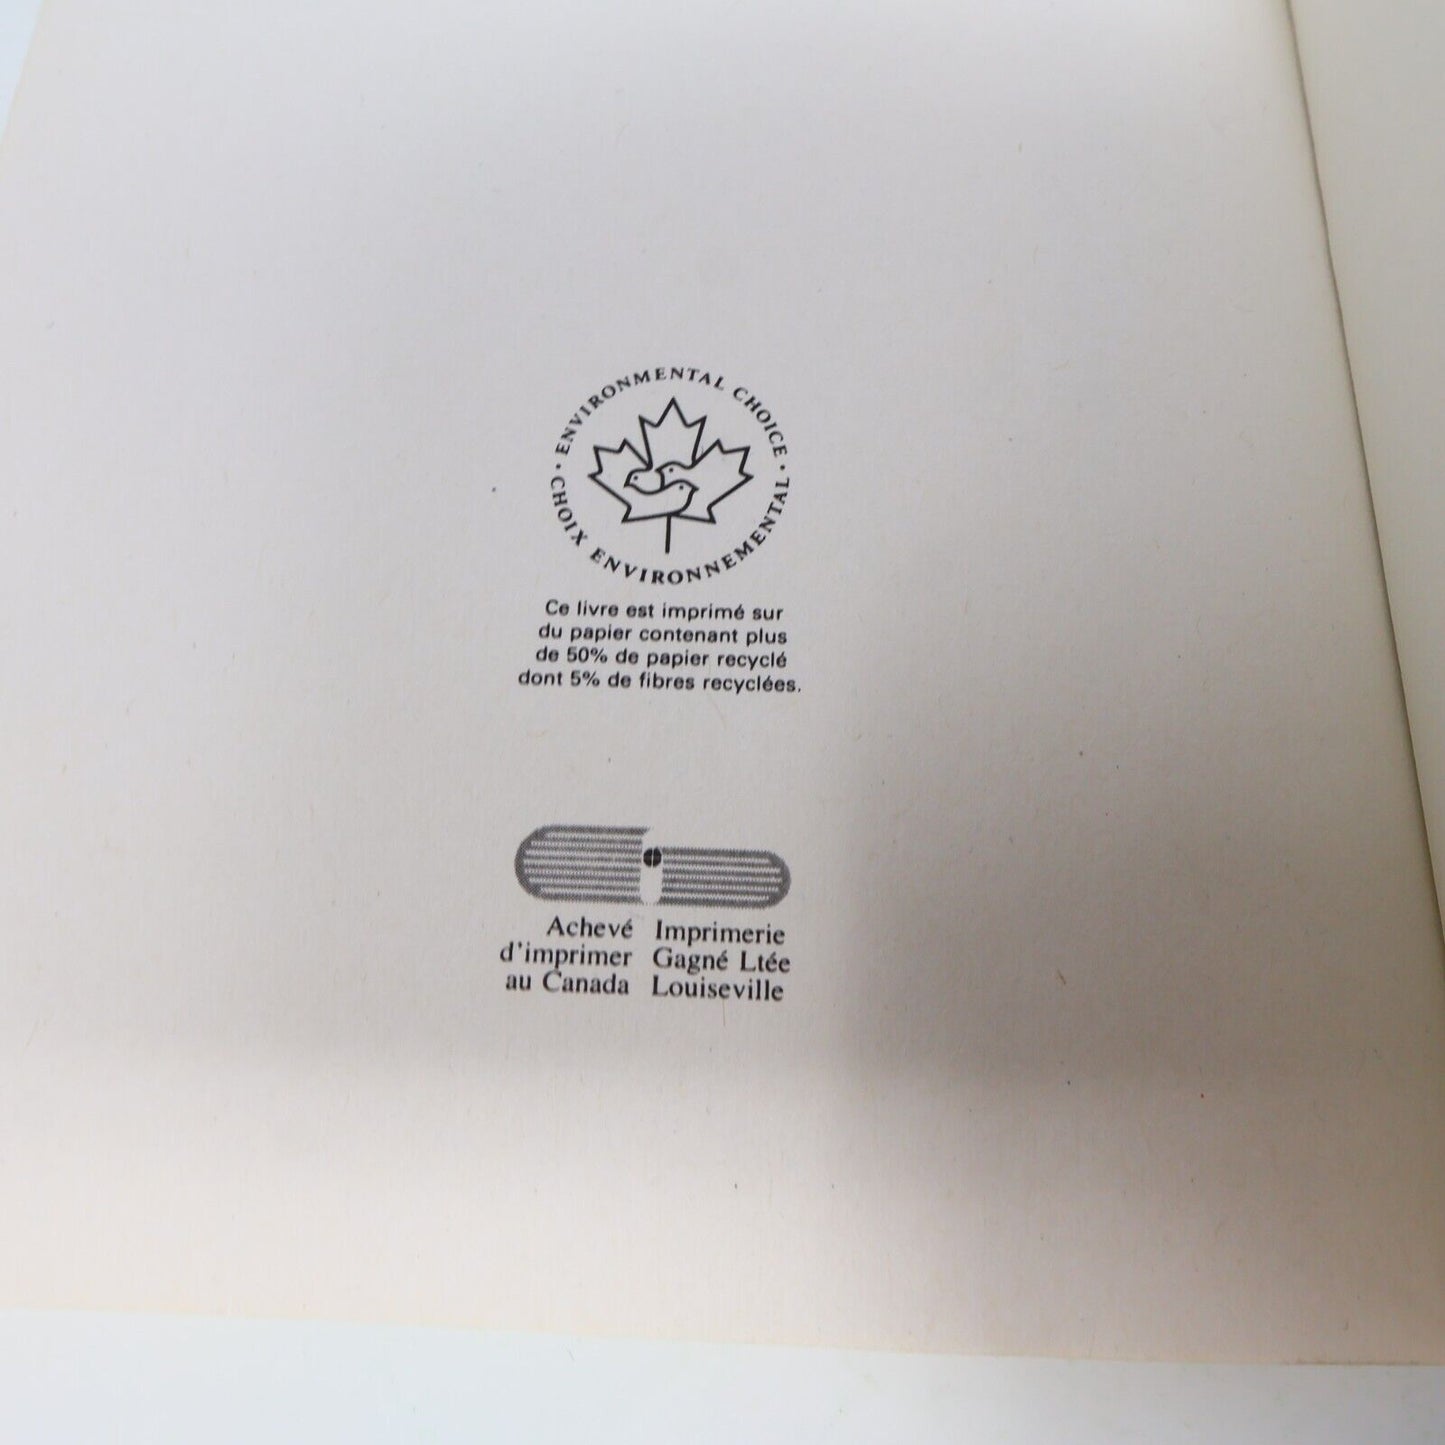 · ENVIRONMENTAL CHOICE ·
CHOIX ENVIRONNEMENTAL
Ce livre est imprimé sur
du papier contenant plus
de 50% de papier recyclé
dont 5% de fibres recyclées.
Achevé
d'imprimer
au Canada
Imprimerie
Gagné Ltée
Louiseville